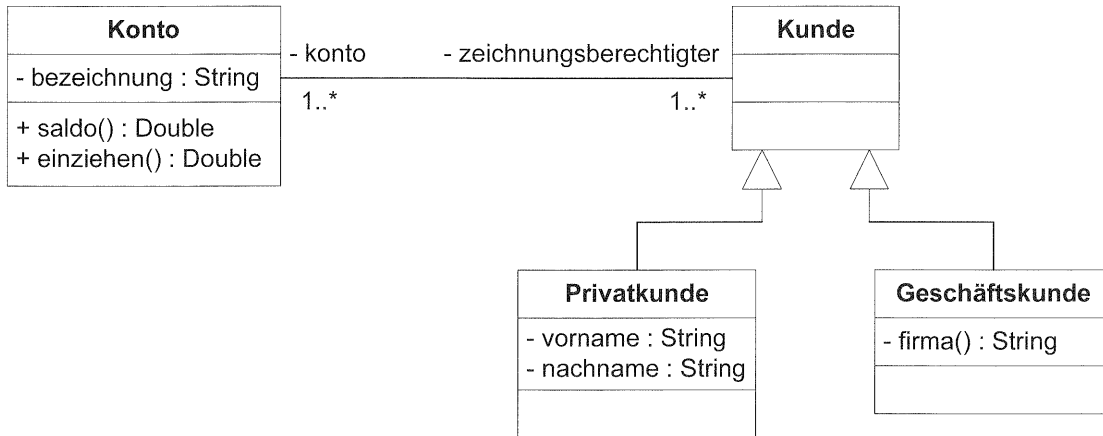 Konto
- bezeichnung : String
+ saldo() : Double
+ einziehen() : Double
- konto
- zeichnungsberechtigter
1..*
1..*
Kunde
Privatkunde
- vorname : String
- nachname : String
Geschäftskunde
- firma() : String